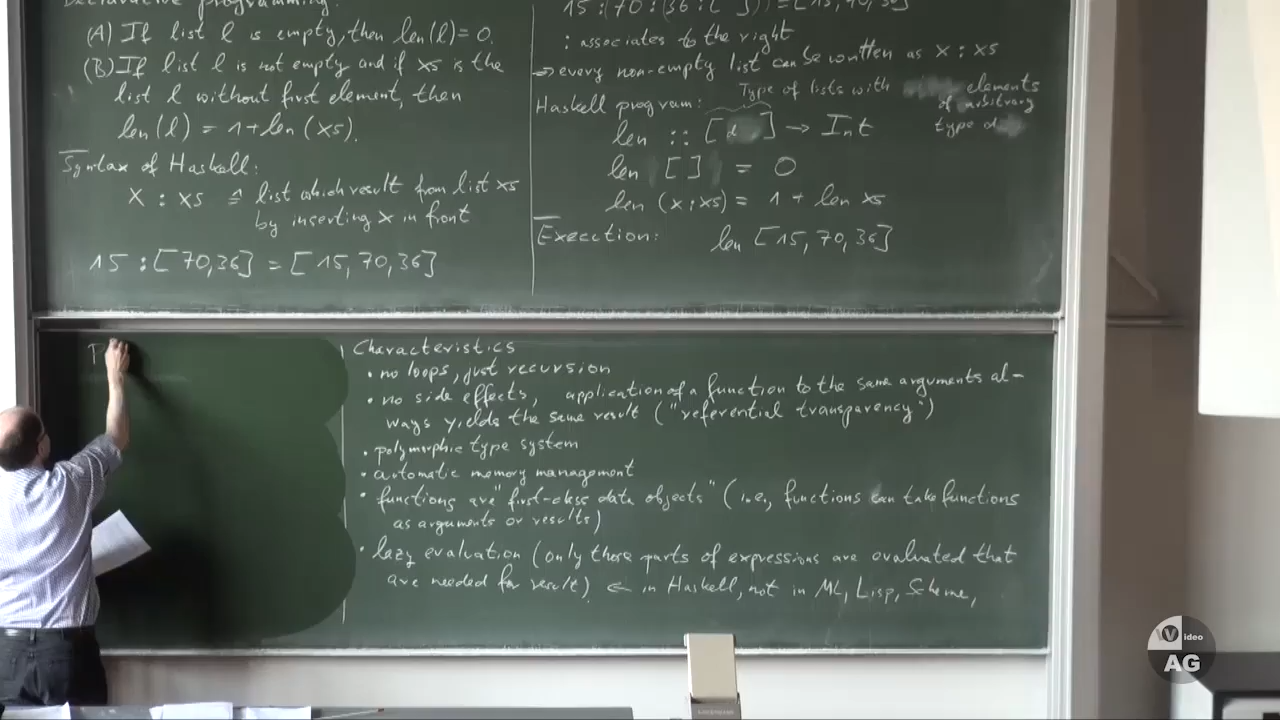 Declarative programming:
(A) If list l is empty, then len(l) = 0.
(B) If list l is not empty and if xs is the
list l without first element, then
len(l) = 1 + len(xs).
Syntax of Haskell:
x : xs ≙ list which result from list xs
by inserting x in front
15 : [70,36] = [15,70,36]
15 : (70 : (36 : [ ])) = [15,70,36]
: associates to the right
⇒ every non-empty list can be written as x : xs
Type of lists with elements
of arbitrary
type
Haskell program:
len :: [ ] → Int
len [ ] = 0
len (x : xs) = 1 + len xs
Execution: len [15, 70, 36]
Characteristics
• no loops, just recursion
• no side effects, application of a function to the same arguments al-
ways yields the same result ("referential transparency")
• polymorphic type system
• automatic memory management
• functions are "first-class data objects" (i.e., functions can take functions
as arguments or results)
• lazy evaluation (only those parts of expressions are evaluated that
are needed for result) ← in Haskell, not in ML, Lisp, Scheme,
Video
AG